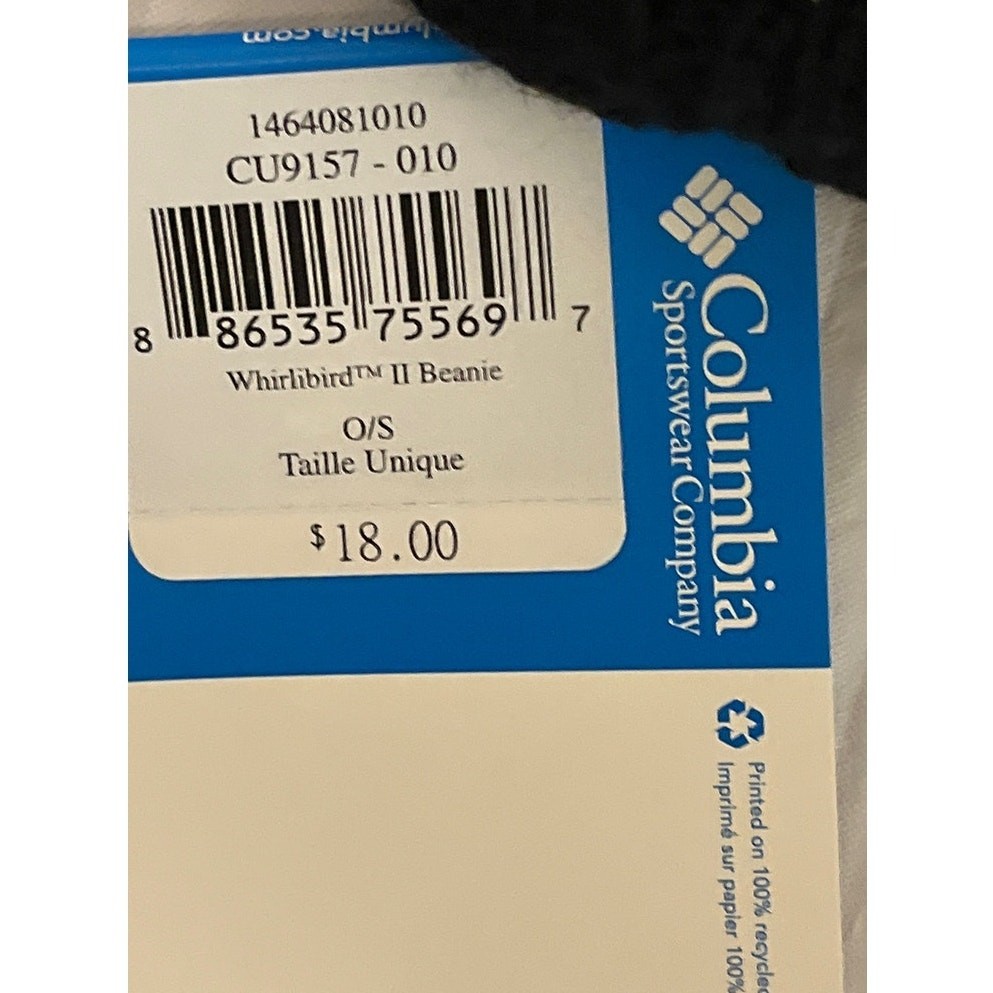 1464081010
CU9157 - 010
8 86535 75569 7
Whirlibird™ II Beanie
O/S
Taille Unique
$18.00
Columbia
Sportswear Company
Printed on 100%
Imprimé sur papier 100%